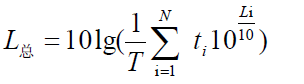 L总 = 10lg(1/T ∑_{i=1}^{N} t_i 10^{Li/10})